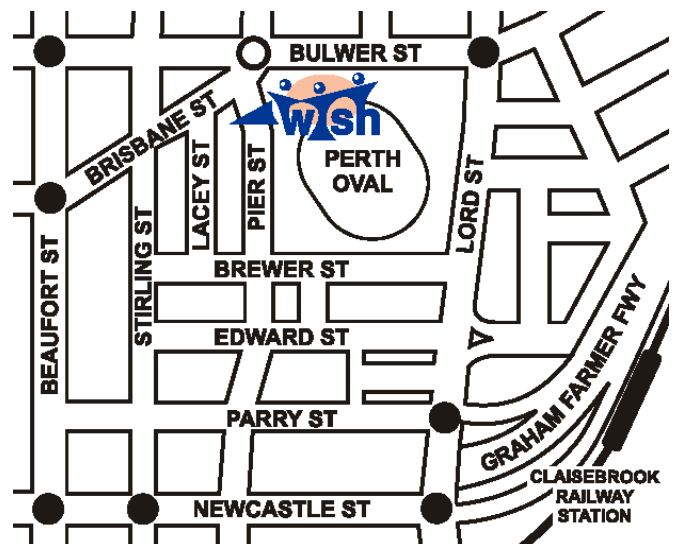 BULWER ST
wish
PERTH
OVAL
BRISBANE ST
LACEY ST
PIER ST
LORD ST
STIRLING ST
BEAUFORT ST
BREWER ST
EDWARD ST
GRAHAM FARMER FWY
PARRY ST
CLAISEBROOK
RAILWAY
STATION
NEWCASTLE ST